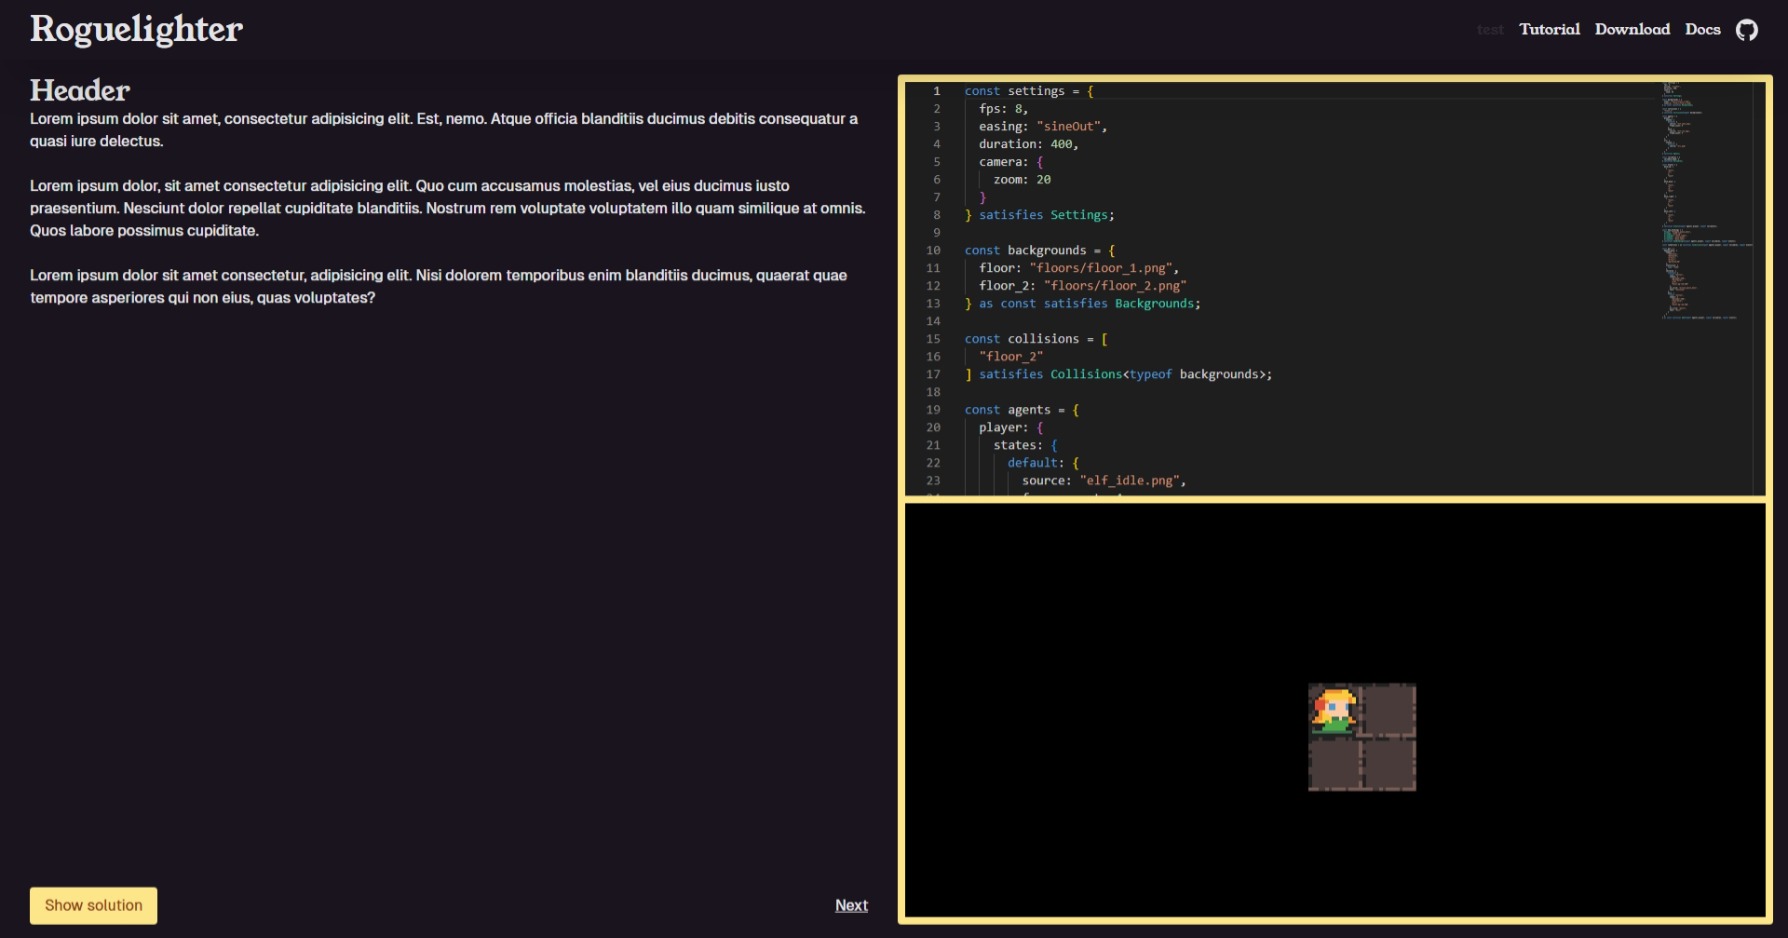 Roguelighter
test Tutorial Download Docs
Header
Lorem ipsum dolor sit amet, consectetur adipisicing elit. Est, nemo. Atque officia blanditiis ducimus debitis consequatur a
quasi iure delectus.
Lorem ipsum dolor, sit amet consectetur adipisicing elit. Quo cum accusamus molestias, vel eius ducimus iusto
praesentium. Nesciunt dolor repellat cupiditate blanditiis. Nostrum rem voluptate voluptatem illo quam similique at omnis.
Quos labore possimus cupiditate.
Lorem ipsum dolor sit amet consectetur, adipisicing elit. Nisi dolorem temporibus enim blanditiis ducimus, quaerat quae
tempore asperiores qui non eius, quas voluptates?
Show solution
Next
1 const settings = {
2 fps: 8,
3 easing: "sineOut",
4 duration: 400,
5 camera: {
6 zoom: 20
7 }
8 } satisfies Settings;
9
10 const backgrounds = {
11 floor: "floors/floor_1.png",
12 floor_2: "floors/floor_2.png"
13 } as const satisfies Backgrounds;
14
15 const collisions = [
16 "floor_2"
17 ] satisfies Collisions<typeof backgrounds>;
18
19 const agents = {
20 player: {
21 states: {
22 default: {
23 source: "elf_idle.png",